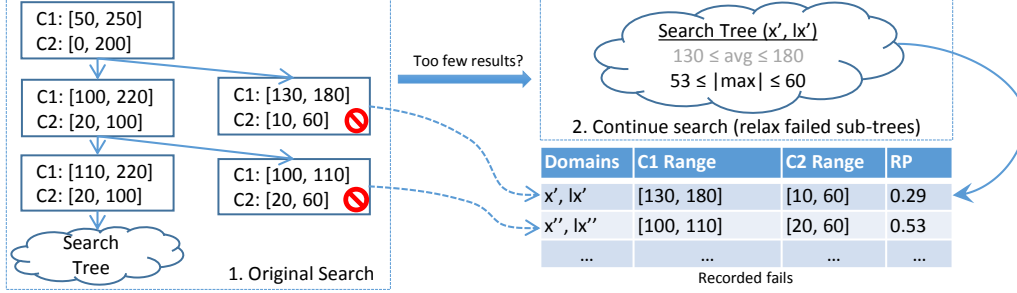 C1: [50, 250]
C2: [0, 200]
C1: [100, 220]
C2: [20, 100]
C1: [130, 180]
C2: [10, 60]
C1: [110, 220]
C2: [20, 100]
C1: [100, 110]
C2: [20, 60]
Search
Tree
1. Original Search
Too few results?
Search Tree (x', lx')
130 ≤ avg ≤ 180
53 ≤ |max| ≤ 60
2. Continue search (relax failed sub-trees)
Domains C1 Range C2 Range RP
x', lx' [130, 180] [10, 60] 0.29
x'', lx'' [100, 110] [20, 60] 0.53
... ... ... ...
Recorded fails